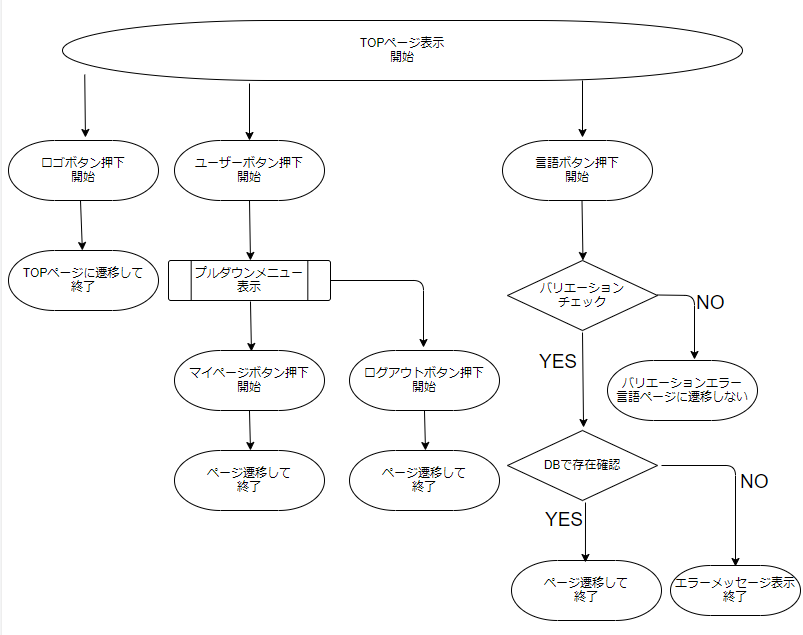 TOPページ表示
開始
ロゴボタン押下
開始
ユーザーボタン押下
開始
言語ボタン押下
開始
TOPページに遷移して
終了
プルダウンメニュー
表示
バリエーション
チェック
NO
YES
マイページボタン押下
開始
ログアウトボタン押下
開始
バリエーションエラー
言語ページに遷移しない
ページ遷移して
終了
ページ遷移して
終了
DBで存在確認
NO
YES
ページ遷移して
終了
エラーメッセージ表示
終了